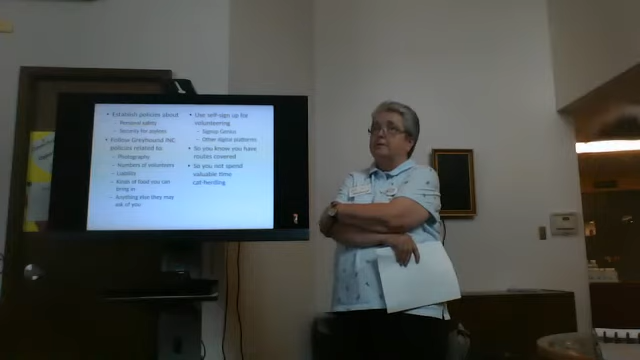 • Establish policies about
– Personal safety
– Security for asylees
• Follow Greyhound INC. policies related to
– Photography
– Numbers of volunteers
– Liability
– Kinds of food you can bring in
– Anything else they may ask of you
• Use self-sign up for volunteering
– Signup Genius
– Other digital platforms
• So you know you have routes covered
• So you not spend valuable time cat-herding